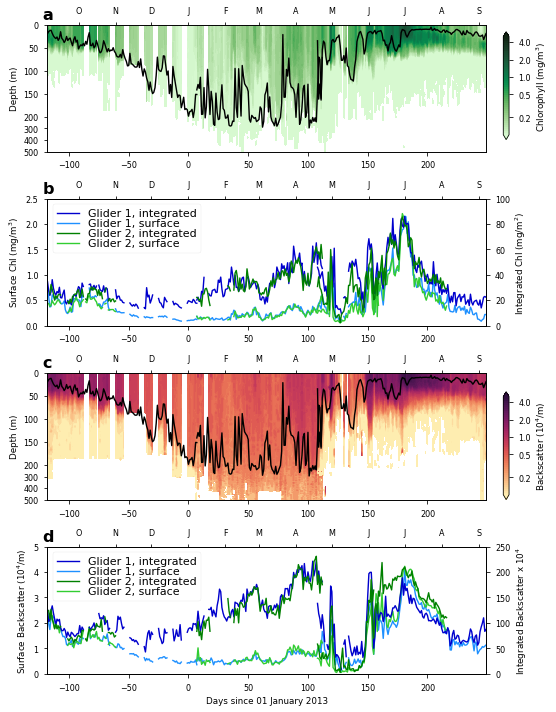 a
O N D J F M A M J J A S
0
50
100
150
200
300
400
500
Depth (m)
−100 −50 0 50 100 150 200
4.0
2.0
1.0
0.5
0.2
Chlorophyll (mg/m³)
b
O N D J F M A M J J A S
2.5
2.0
1.5
1.0
0.5
0.0
Surface Chl (mg/m³)
Glider 1, integrated
Glider 1, surface
Glider 2, integrated
Glider 2, surface
100
80
60
40
20
0
Integrated Chl (mg/m²)
−100 −50 0 50 100 150 200
c
O N D J F M A M J J A S
0
50
100
150
200
300
400
500
Depth (m)
−100 −50 0 50 100 150 200
4.0
2.0
1.0
0.5
0.2
Backscatter (10⁴/m)
d
O N D J F M A M J J A S
5
4
3
2
1
0
Surface Backscatter (10⁴/m)
Glider 1, integrated
Glider 1, surface
Glider 2, integrated
Glider 2, surface
250
200
150
100
50
0
Integrated Backscatter x 10⁴
−100 −50 0 50 100 150 200
Days since 01 January 2013